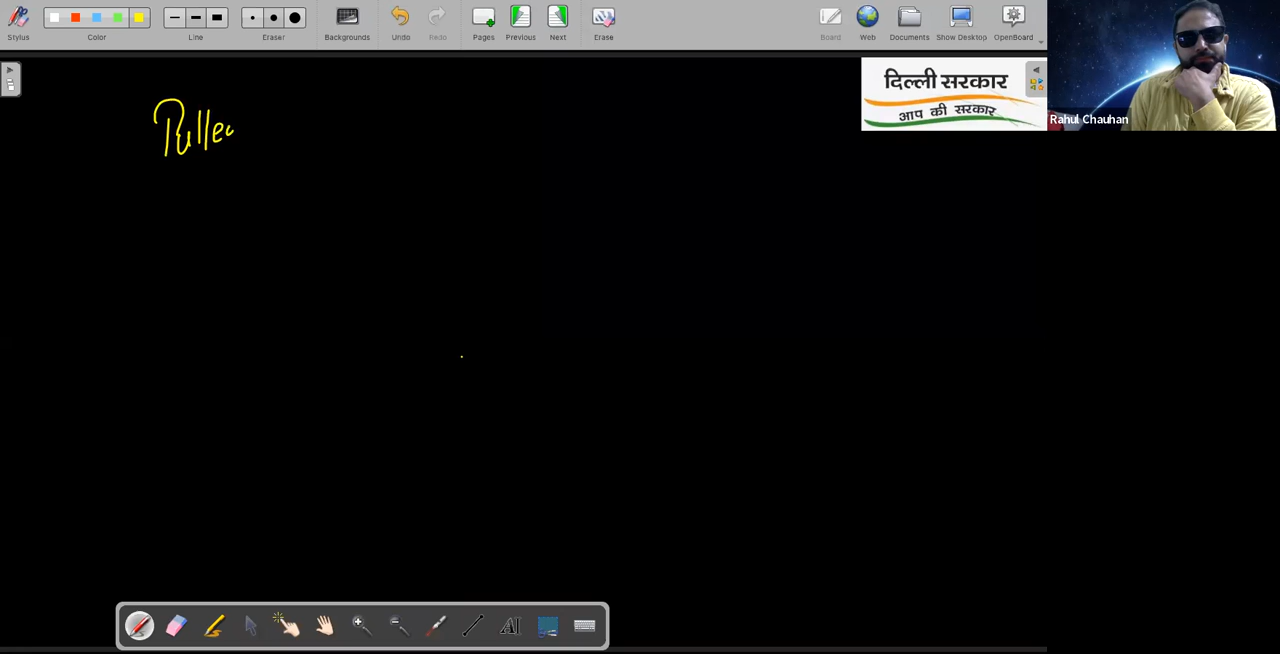 Stylus Color Line Eraser Backgrounds Undo Redo Pages Previous Next Erase Board Web Documents Show Desktop OpenBoard
दिल्ली सरकार
आप की सरकार
Rahul Chauhan
AI